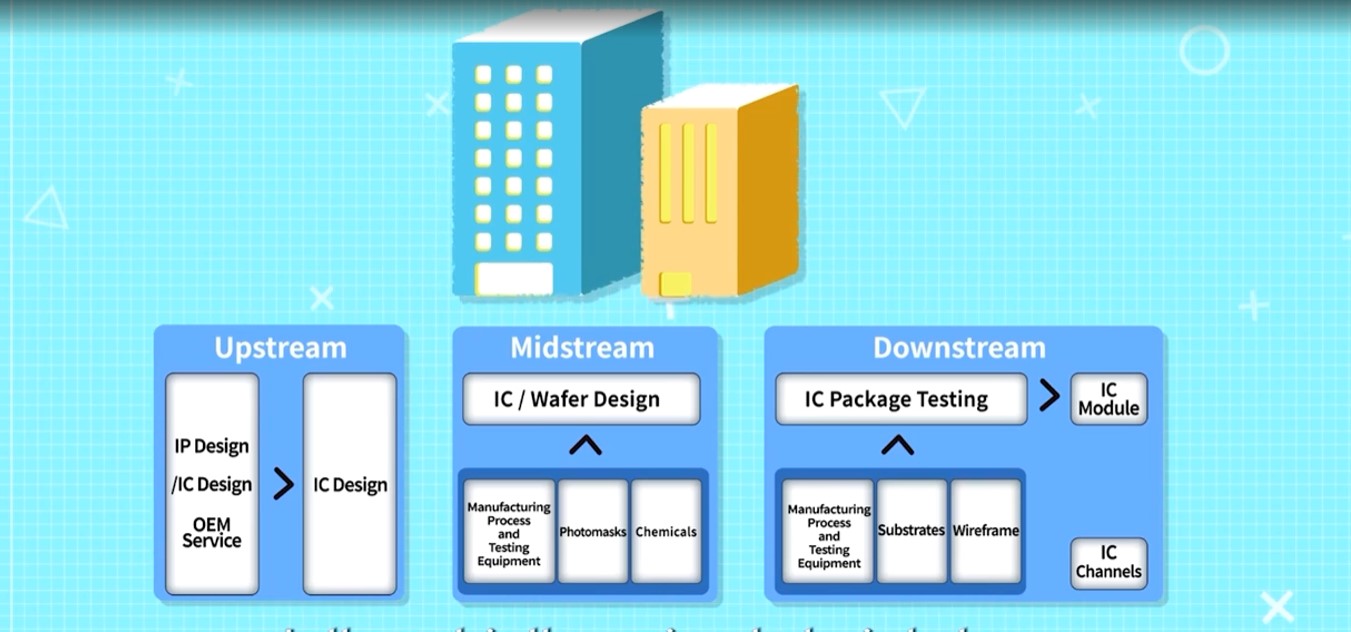 Upstream
IP Design
/IC Design
OEM
Service
IC Design
Midstream
IC / Wafer Design
Manufacturing
Process
and
Testing
Equipment
Photomasks
Chemicals
Downstream
IC Package Testing
IC
Module
Manufacturing
Process
and
Testing
Equipment
Substrates
Wireframe
IC
Channels